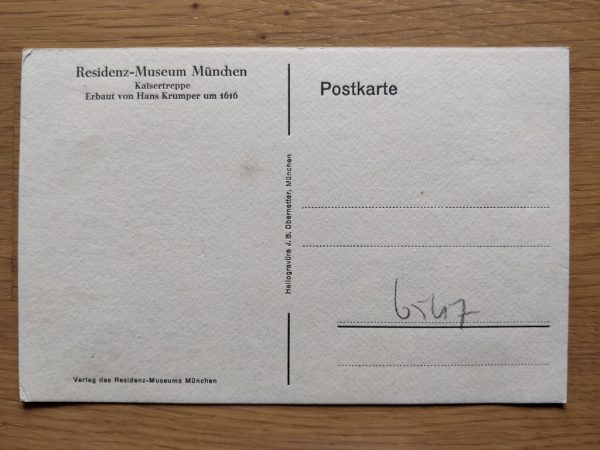 Residenz-Museum München
Kaisertreppe
Erbaut von Hans Krumper um 1616
Verlag des Residenz-Museums München
Heliogravüre J. B. Obernetter, München
Postkarte